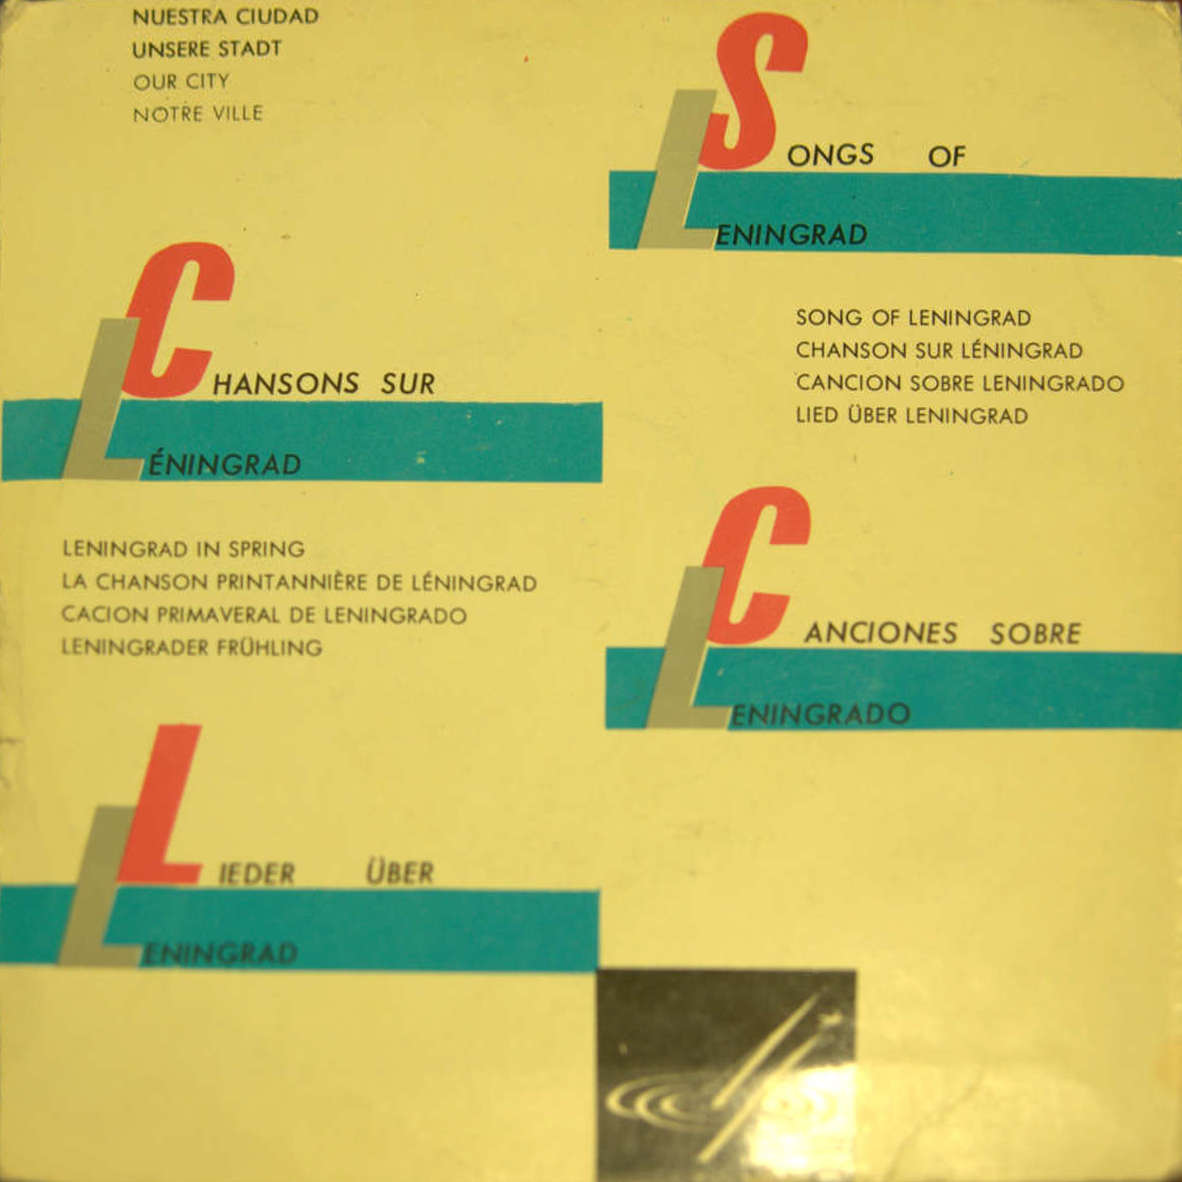 NUESTRA CIUDAD
UNSERE STADT
OUR CITY
NOTRE VILLE
SONGS OF
LENINGRAD
SONG OF LENINGRAD
CHANSON SUR LÉNINGRAD
CANCION SOBRE LENINGRADO
LIED ÜBER LENINGRAD
CHANSONS SUR
LÉNINGRAD
LENINGRAD IN SPRING
LA CHANSON PRINTANNIÈRE DE LÉNINGRAD
CACION PRIMAVERAL DE LENINGRADO
LENINGRADER FRÜHLING
CANCIONES SOBRE
LENINGRADO
LIEDER ÜBER
LENINGRAD